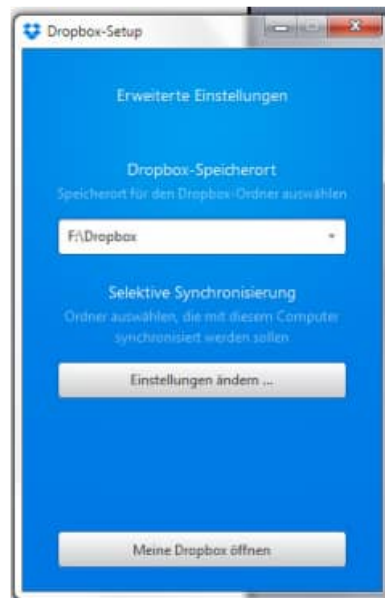 Dropbox-Setup
Erweiterte Einstellungen
Dropbox-Speicherort
Speicherort für den Dropbox-Ordner auswählen
F:\Dropbox
Selektive Synchronisierung
Ordner auswählen, die mit diesem Computer
synchronisiert werden sollen
Einstellungen ändern ...
Meine Dropbox öffnen